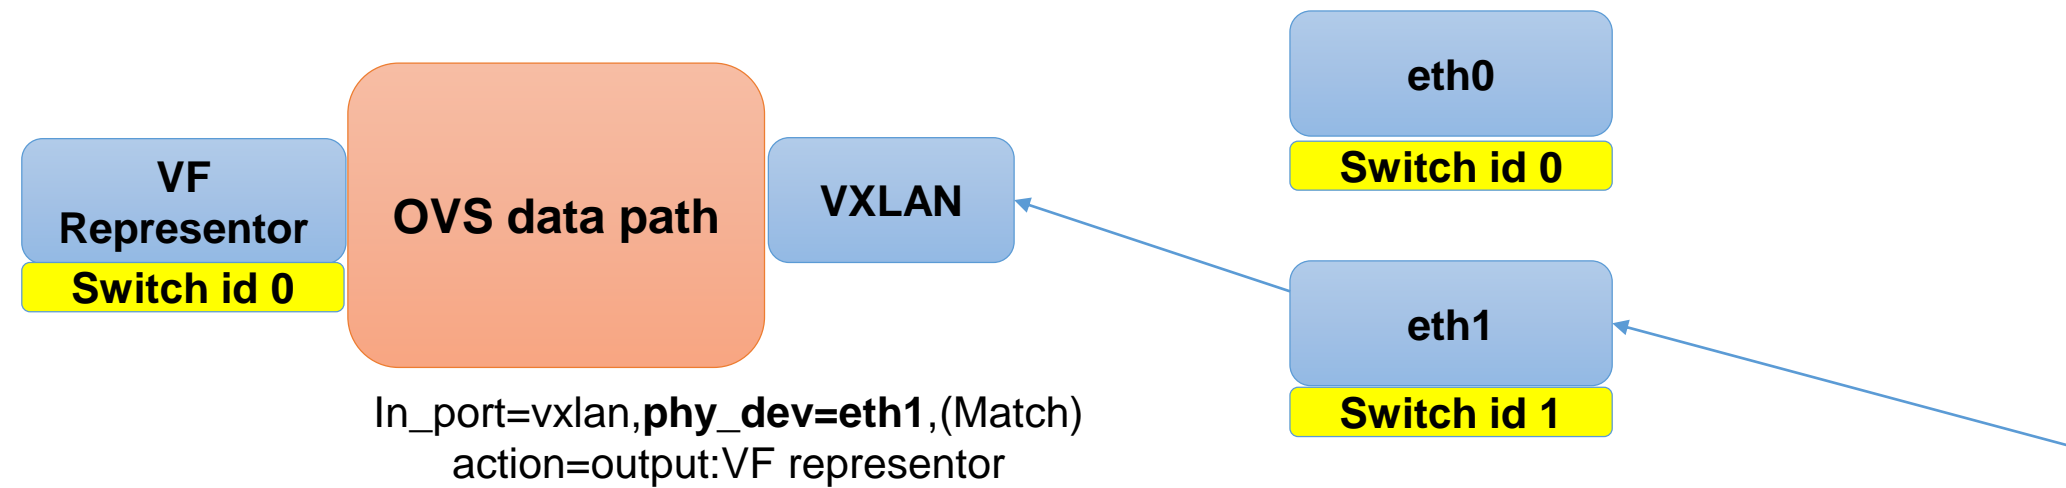 VF
Representor
Switch id 0
OVS data path
VXLAN
eth0
Switch id 0
eth1
Switch id 1
In_port=vxlan,phy_dev=eth1,(Match)
action=output:VF representor